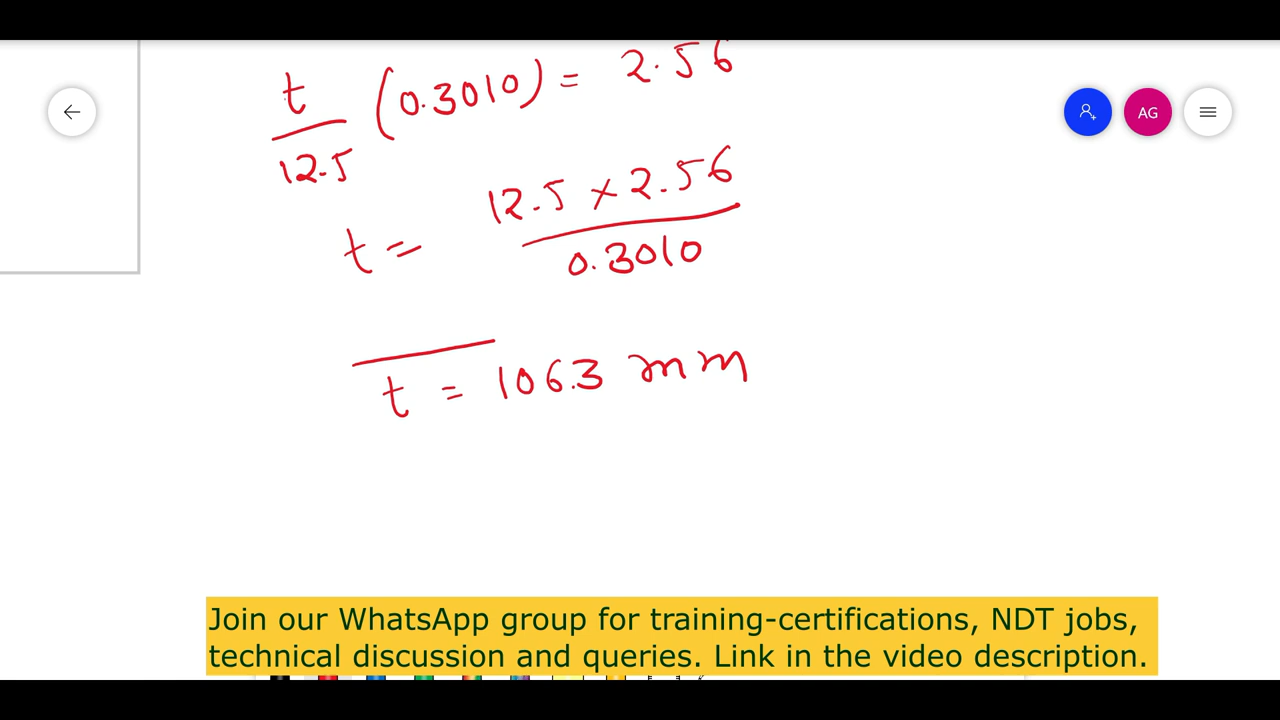 t/12.5 (0.3010) = 2.56
t = 12.5 × 2.56 / 0.3010
t = 106.3 mm
AG
Join our WhatsApp group for training-certifications, NDT jobs,
technical discussion and queries. Link in the video description.